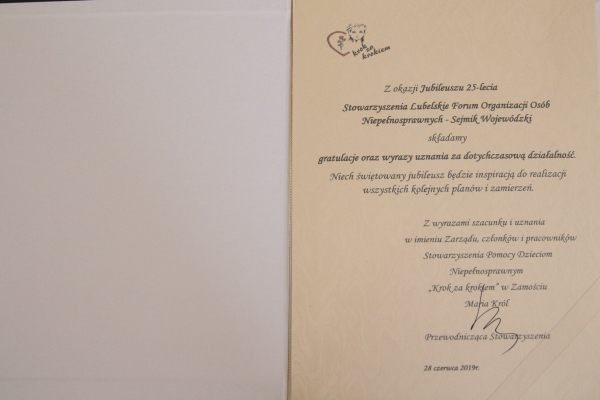 krok
za
krokiem
Z okazji Jubileuszu 25-lecia
Stowarzyszenia Lubelskie Forum Organizacji Osób
Niepełnosprawnych - Sejmik Wojewódzki
składamy
gratulacje oraz wyrazy uznania za dotychczasową działalność.
Niech świętowany jubileusz będzie inspiracją do realizacji
wszystkich kolejnych planów i zamierzeń.
Z wyrazami szacunku i uznania
w imieniu Zarządu, członków i pracowników
Stowarzyszenia Pomocy Dzieciom
Niepełnosprawnym
„Krok za krokiem” w Zamościu
Maria Król
Przewodnicząca Stowarzyszenia
28 czerwca 2019r.